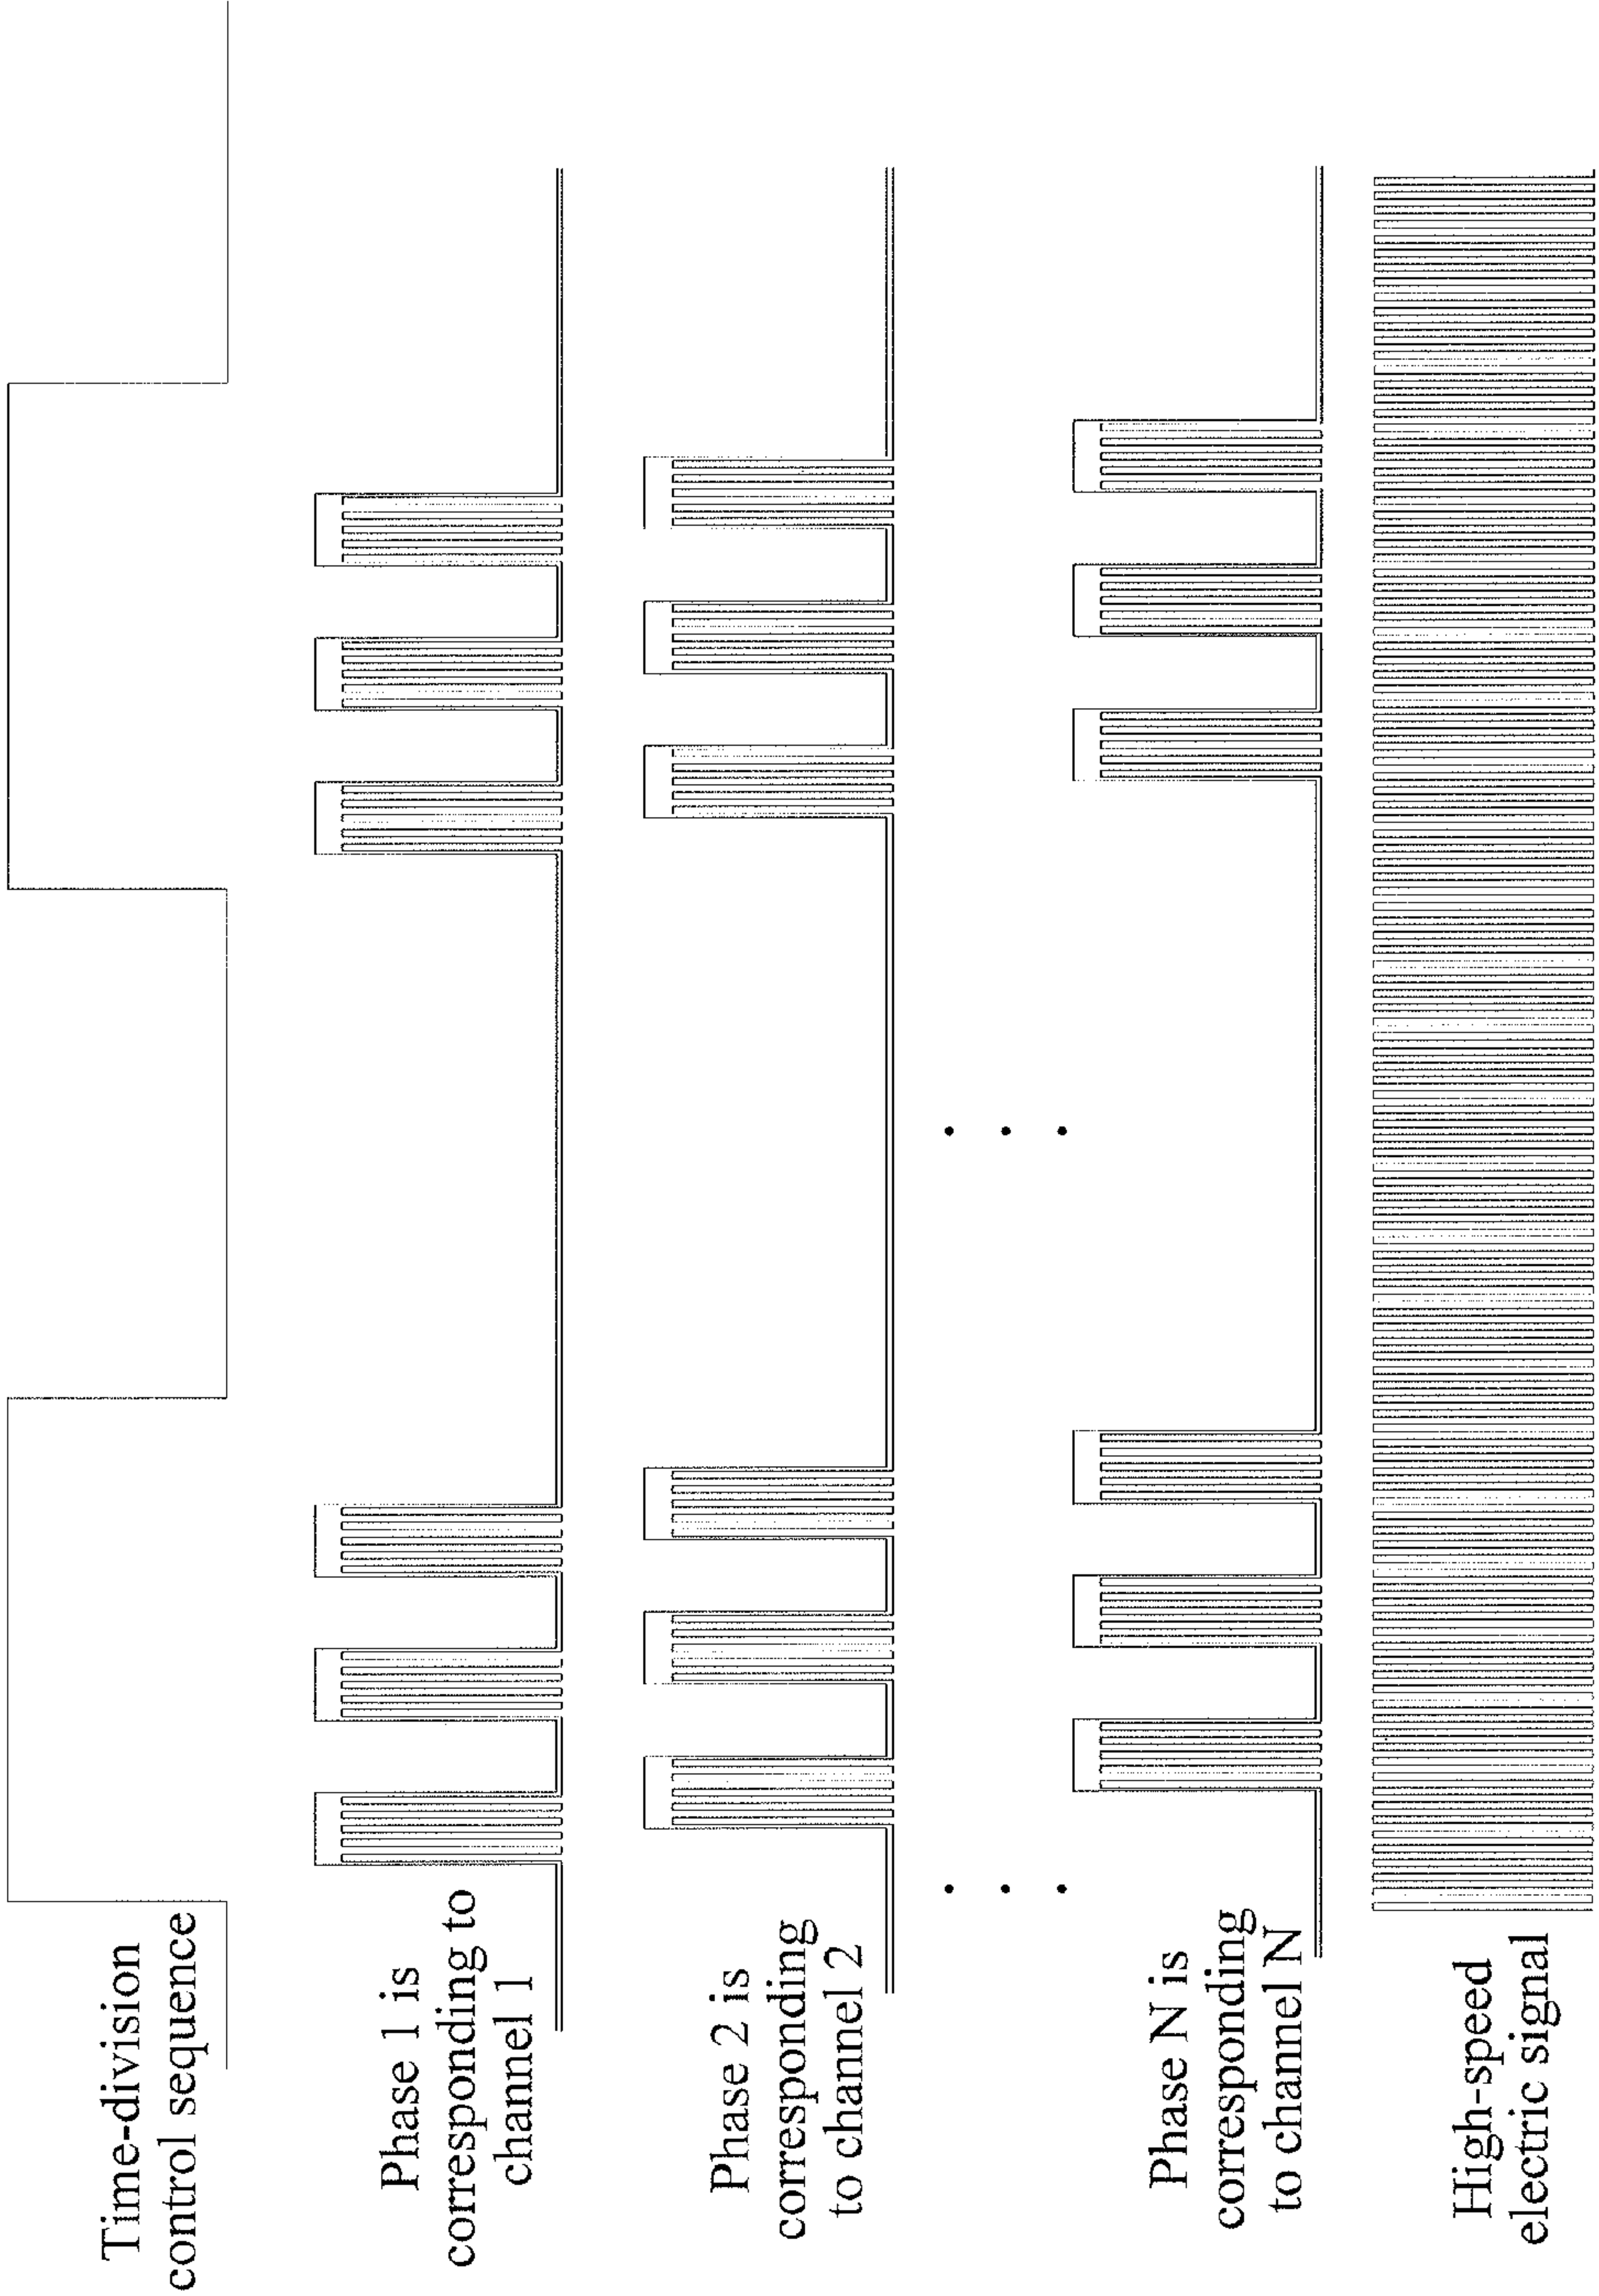 Time-division
control sequence
Phase 1 is
corresponding to
channel 1
Phase 2 is
corresponding
to channel 2
Phase N is
corresponding
to channel N
High-speed
electric signal